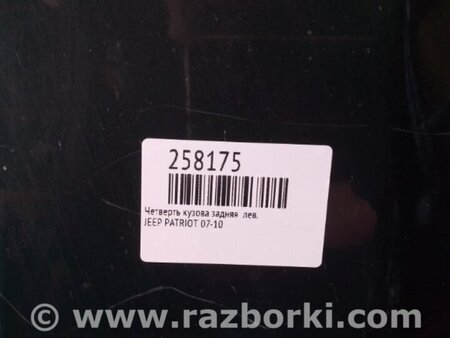 258175
Четверть кузова задняя лев.
JEEP PATRIOT 07-10
© www.razborki.com